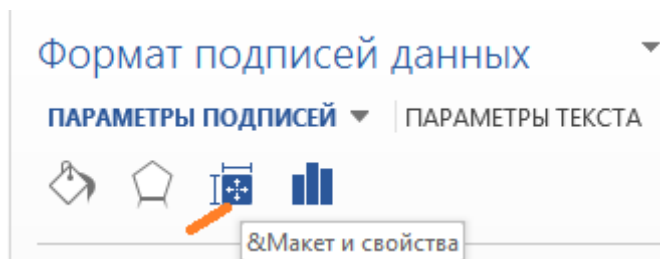 Формат подписей данных
ПАРАМЕТРЫ ПОДПИСЕЙ ПАРАМЕТРЫ ТЕКСТА
&Макет и свойства